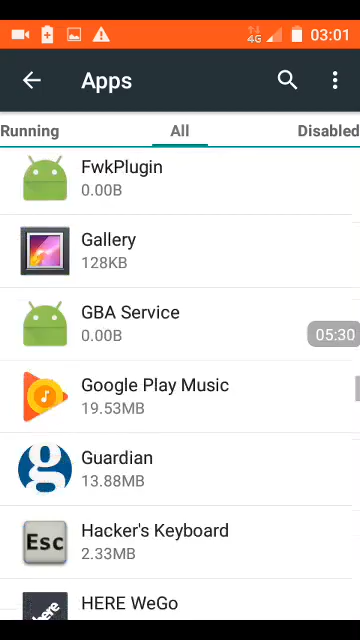 4G 03:01
Apps
Running All Disabled
FwkPlugin
0.00B
Gallery
128KB
GBA Service
0.00B
05:30
Google Play Music
19.53MB
g Guardian
13.88MB
Esc Hacker's Keyboard
2.33MB
here HERE WeGo